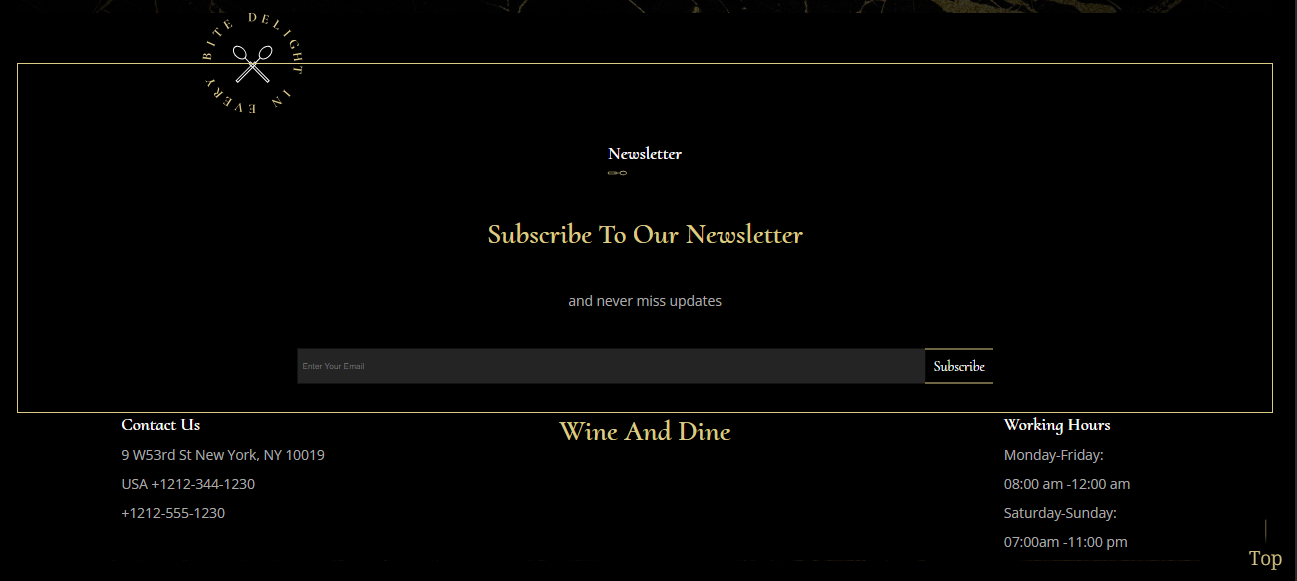 DELIGHT IN EVERY BITE
Newsletter
Subscribe To Our Newsletter
and never miss updates
Enter Your Email
Subscribe
Contact Us
9 W53rd St New York, NY 10019
USA +1212-344-1230
+1212-555-1230
Wine And Dine
Working Hours
Monday-Friday:
08:00 am -12:00 am
Saturday-Sunday:
07:00am -11:00 pm
Top